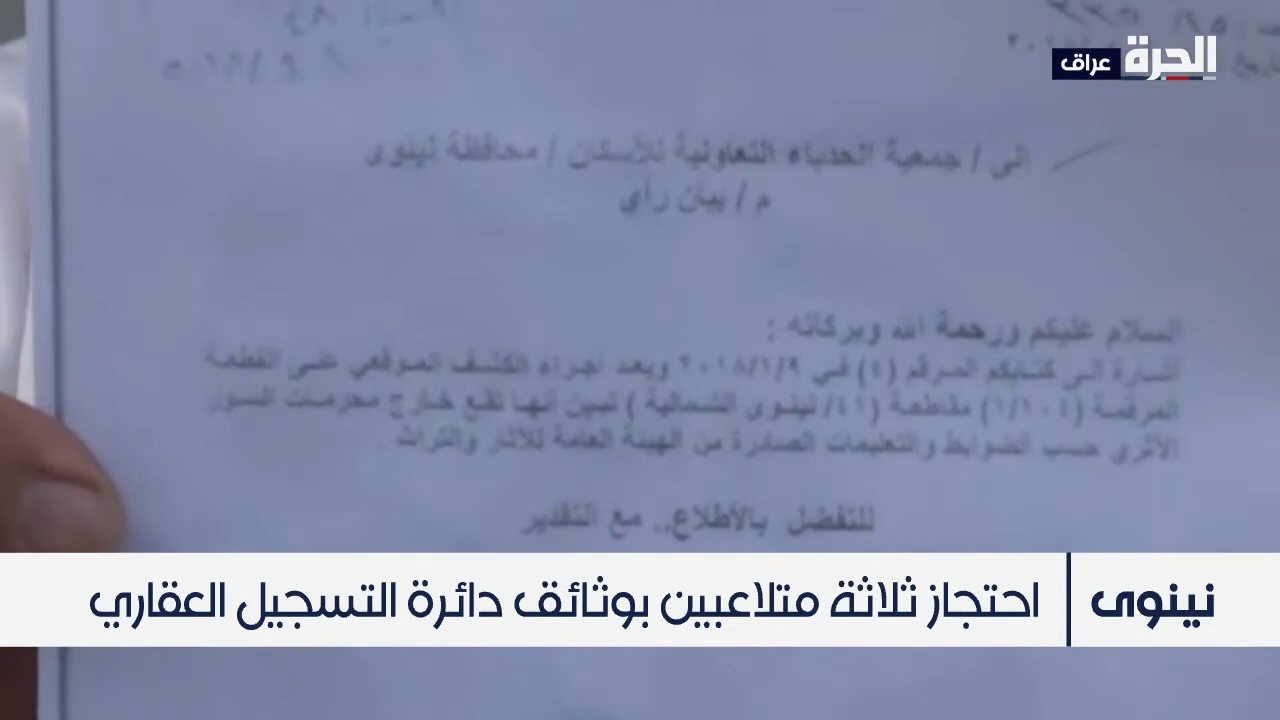 الحرة
عراق
الى / جمعية الحدباء التعاونية للأسكان / محافظة نينوى
م / بيان رأي
السلام عليكم ورحمة الله وبركاته :
اشارة الى كتابكم المرقم (٤) في ٢٠١٨/١/٩ وبعد اجراء الكشف الموقعي على القطعة
المرقمة (١/١٠٤) مقاطعة (٤١/ نينوى الشمالية ) تبين انها تقع خارج محرمات السور
الأثري حسب الضوابط والتعليمات الصادرة من الهيئة العامة للآثار والتراث .
للتفضل بالأطلاع.. مع التقدير
نينوى
احتجاز ثلاثة متلاعبين بوثائق دائرة التسجيل العقاري